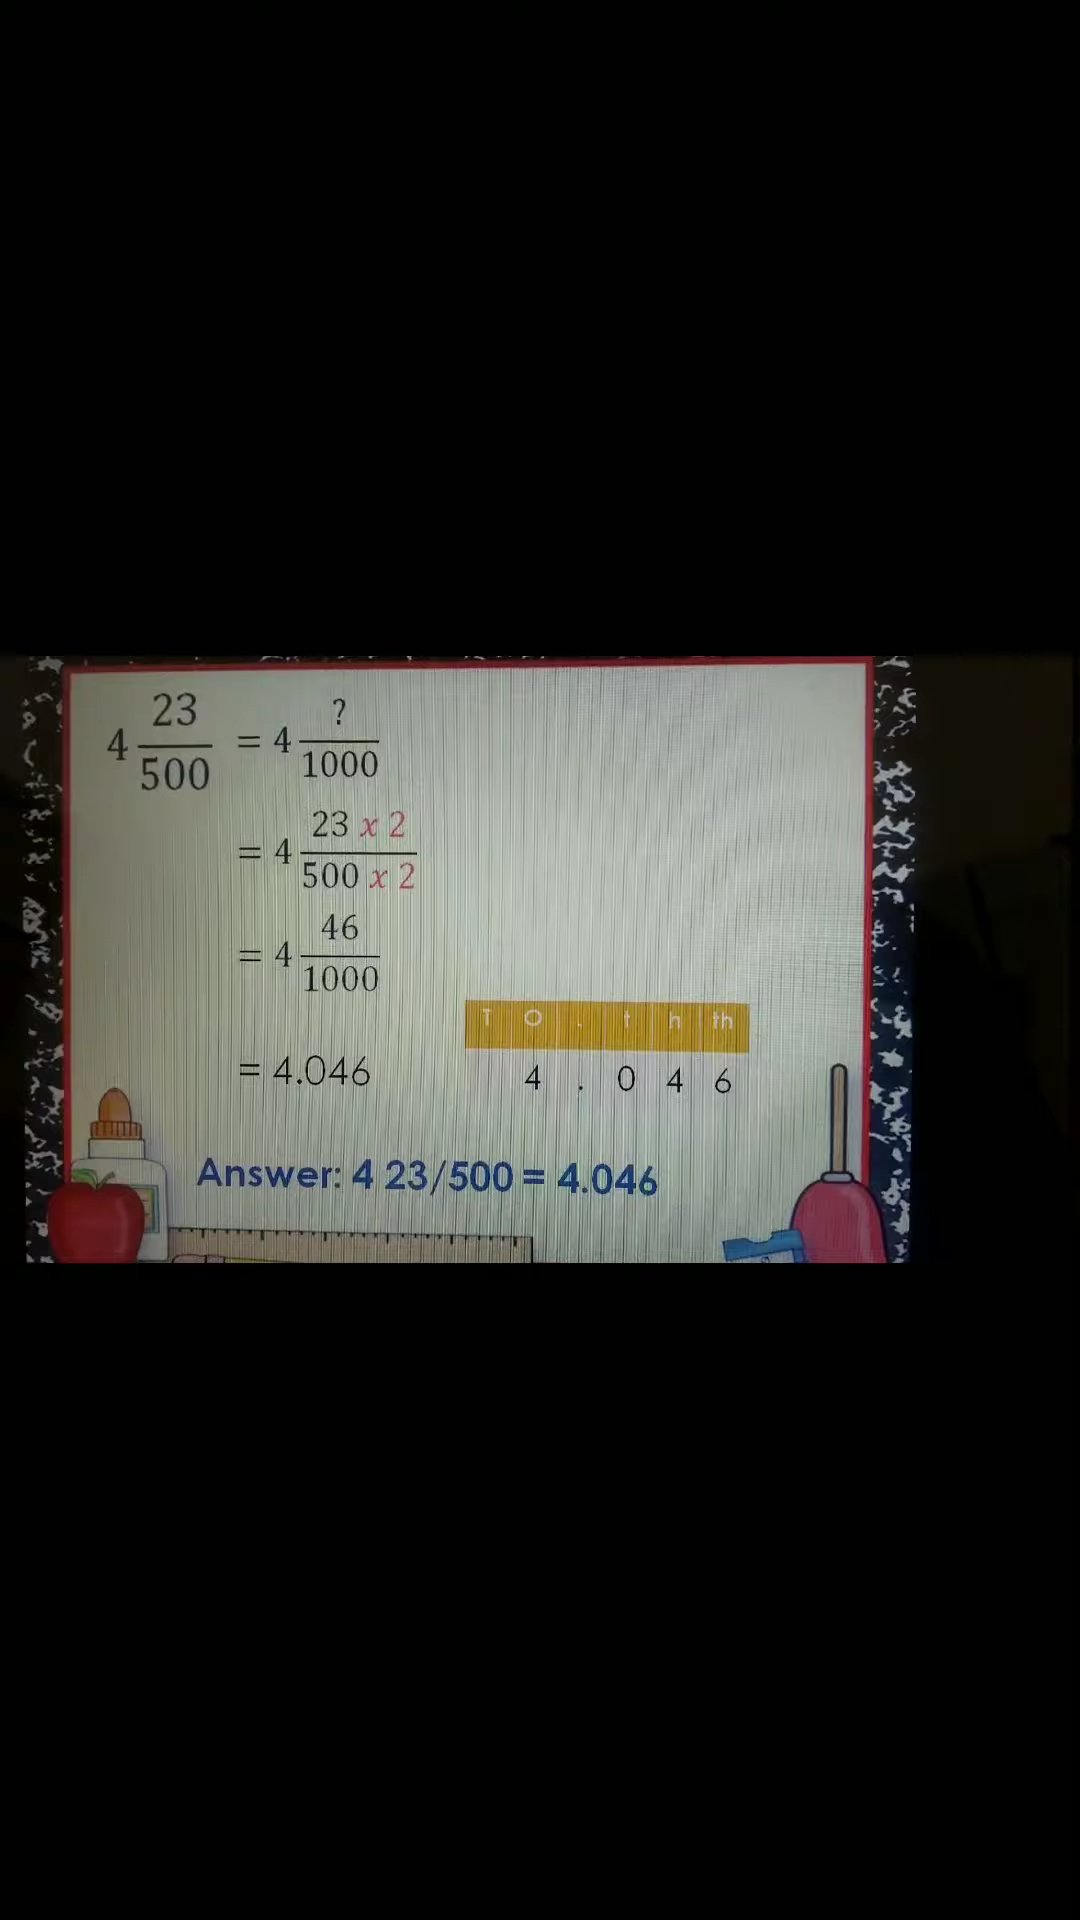 4 23/500 = 4 ?/1000
= 4 23 x 2/500 x 2
= 4 46/1000
= 4.046
T O . t h th
4 . 0 4 6
Answer: 4 23/500 = 4.046